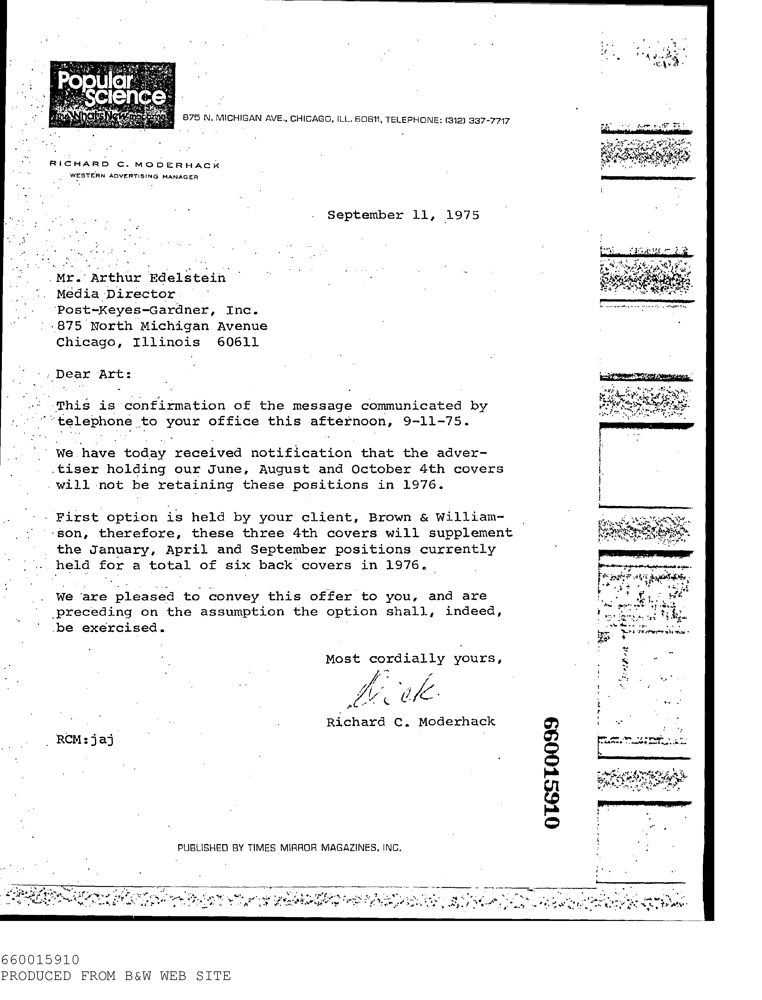 Popular
Science
What's New
875 N. MICHIGAN AVE., CHICAGO, ILL. 60611, TELEPHONE: (312) 337-7717
RICHARD C. MODERHACK
WESTERN ADVERTISING MANAGER
September 11, 1975
Mr. Arthur Edelstein
Media Director
Post-Keyes-Gardner, Inc.
875 North Michigan Avenue
Chicago, Illinois 60611
Dear Art:
This is confirmation of the message communicated by
telephone to your office this afternoon, 9-11-75.
We have today received notification that the adver-
tiser holding our June, August and October 4th covers
will not be retaining these positions in 1976.
First option is held by your client, Brown & William-
son, therefore, these three 4th covers will supplement
the January, April and September positions currently
held for a total of six back covers in 1976.
We are pleased to convey this offer to you, and are
preceding on the assumption the option shall, indeed,
be exercised.
Most cordially yours,
Dick.
Richard C. Moderhack
RCM:jaj
660015910
PUBLISHED BY TIMES MIRROR MAGAZINES, INC.
660015910
PRODUCED FROM B&W WEB SITE